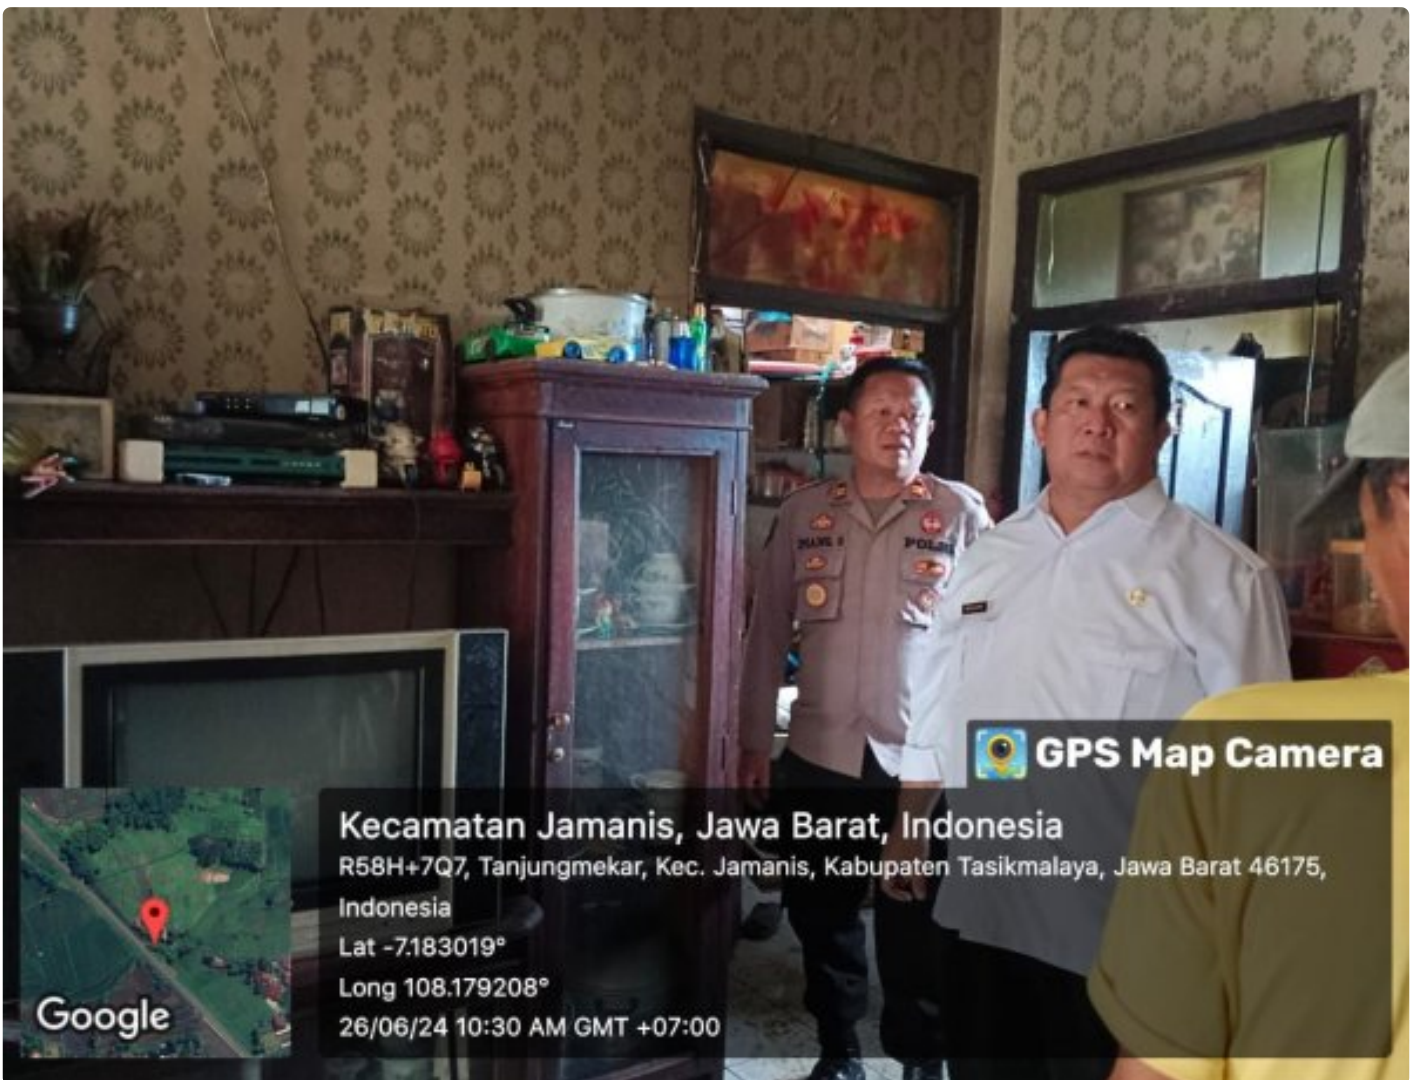 POLRI
GPS Map Camera
Kecamatan Jamanis, Jawa Barat, Indonesia
R58H+7Q7, Tanjungmekar, Kec. Jamanis, Kabupaten Tasikmalaya, Jawa Barat 46175,
Indonesia
Lat -7.183019°
Long 108.179208°
26/06/24 10:30 AM GMT +07:00
Google